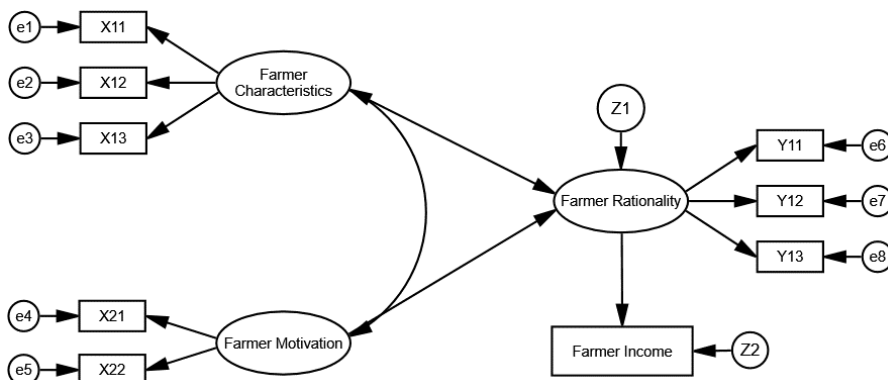 e1
X11
e2
X12
e3
X13
Farmer
Characteristics
Z1
Y11
e6
Farmer Rationality
Y12
e7
Y13
e8
e4
X21
e5
X22
Farmer Motivation
Farmer Income
Z2